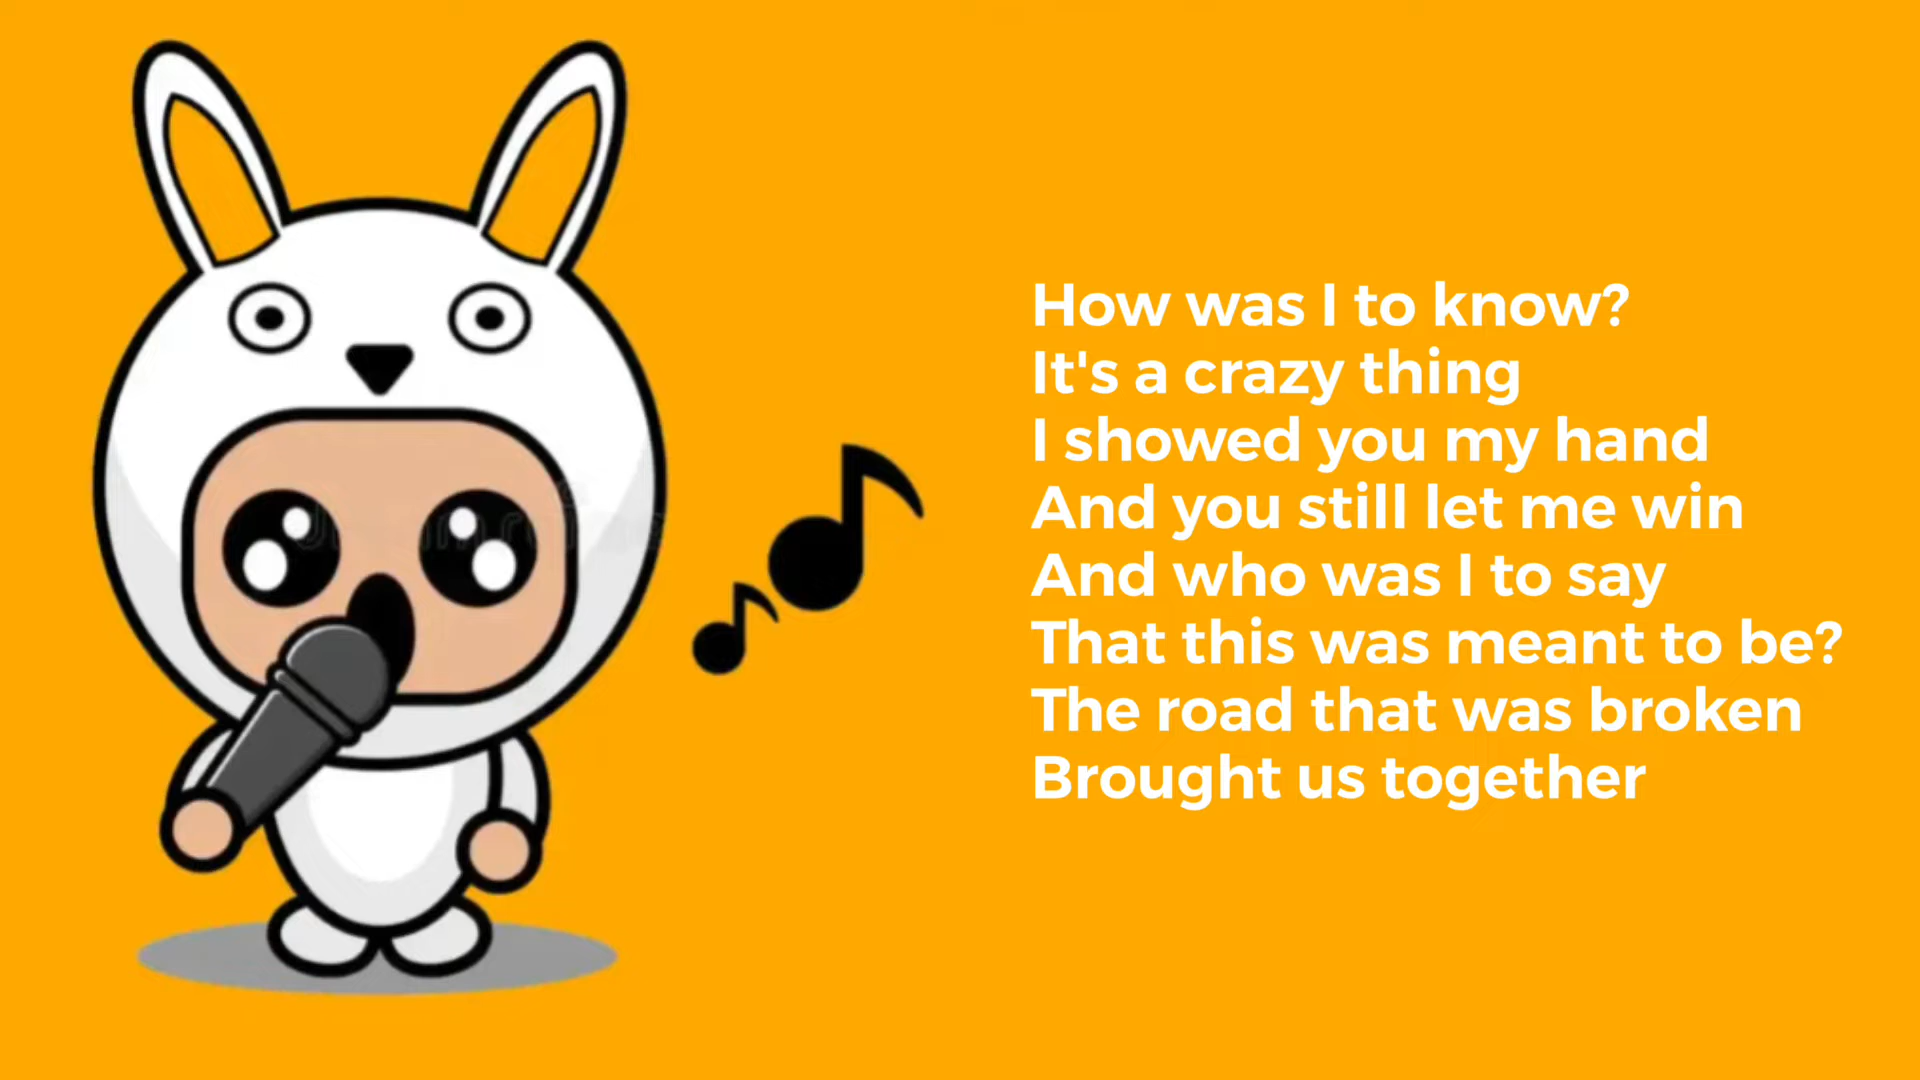 How was I to know?
It's a crazy thing
I showed you my hand
And you still let me win
And who was I to say
That this was meant to be?
The road that was broken
Brought us together